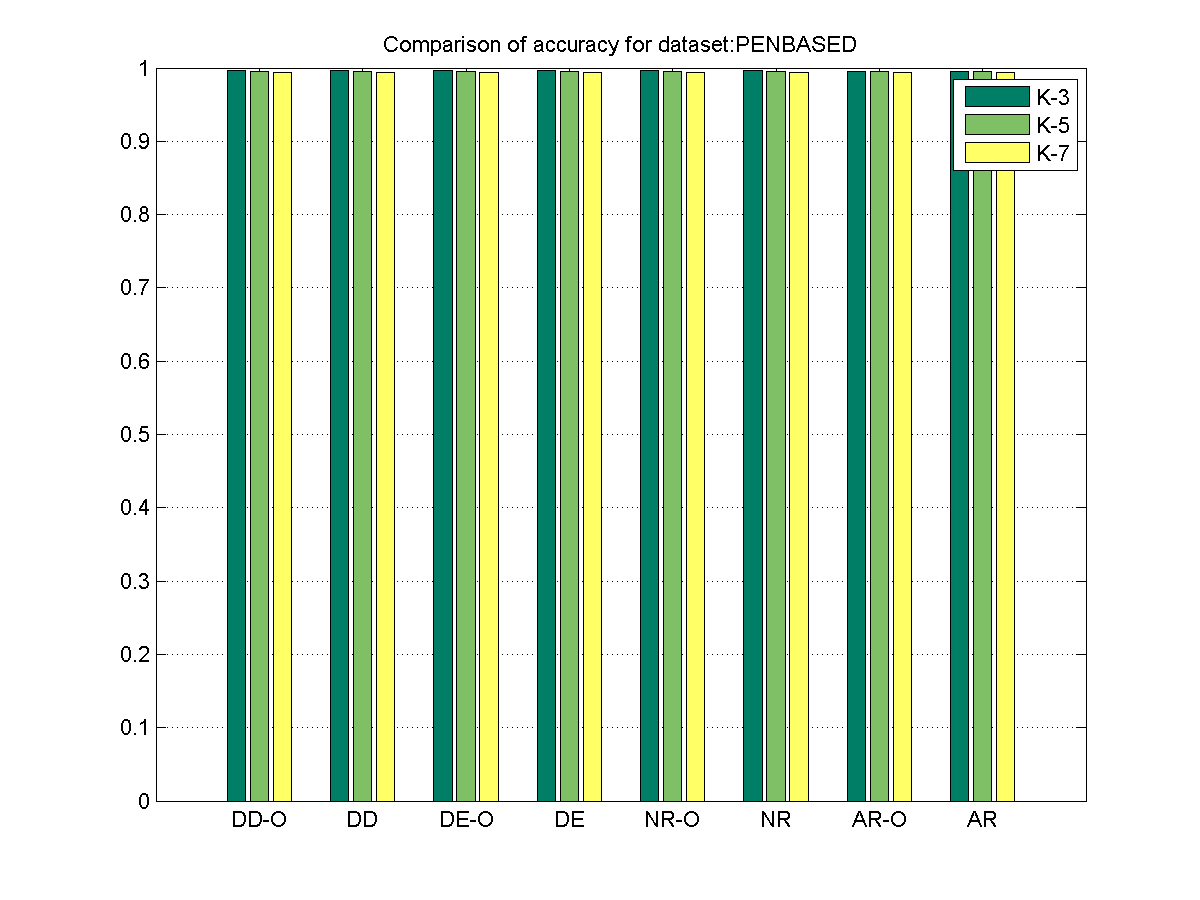 Comparison of accuracy for dataset:PENBASED
1
K-3
K-5
K-7
0.9
0.8
0.7
0.6
0.5
0.4
0.3
0.2
0.1
0
DD-O DD DE-O DE NR-O NR AR-O AR